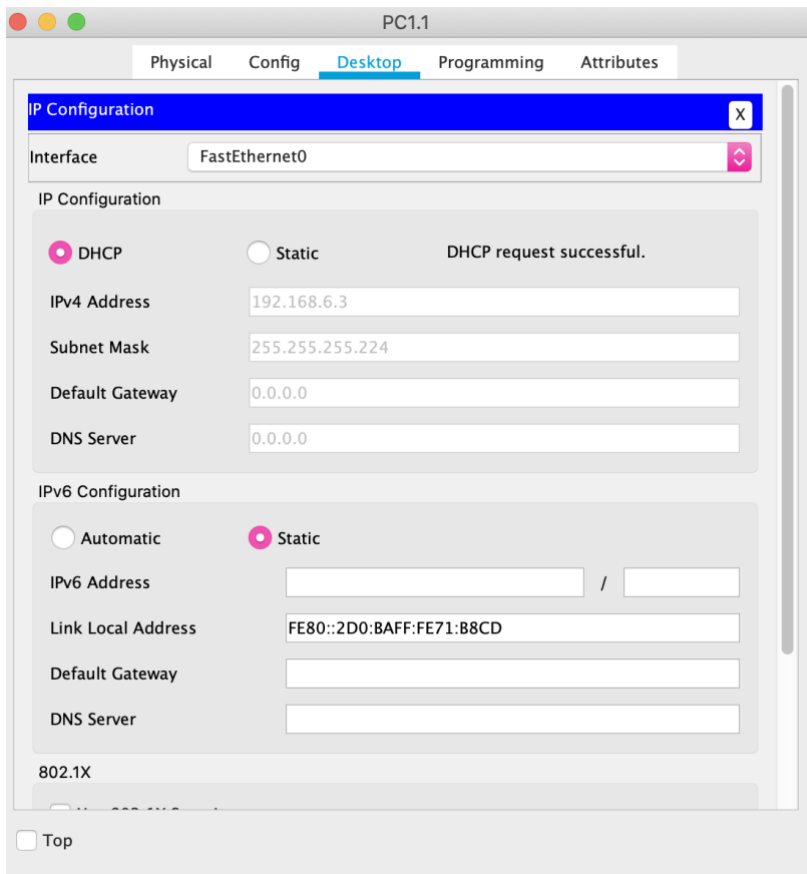 PC1.1
Physical Config Desktop Programming Attributes
IP Configuration X
Interface FastEthernet0
IP Configuration
DHCP Static DHCP request successful.
IPv4 Address 192.168.6.3
Subnet Mask 255.255.255.224
Default Gateway 0.0.0.0
DNS Server 0.0.0.0
IPv6 Configuration
Automatic Static
IPv6 Address /
Link Local Address FE80::2D0:BAFF:FE71:B8CD
Default Gateway
DNS Server
802.1X
Top